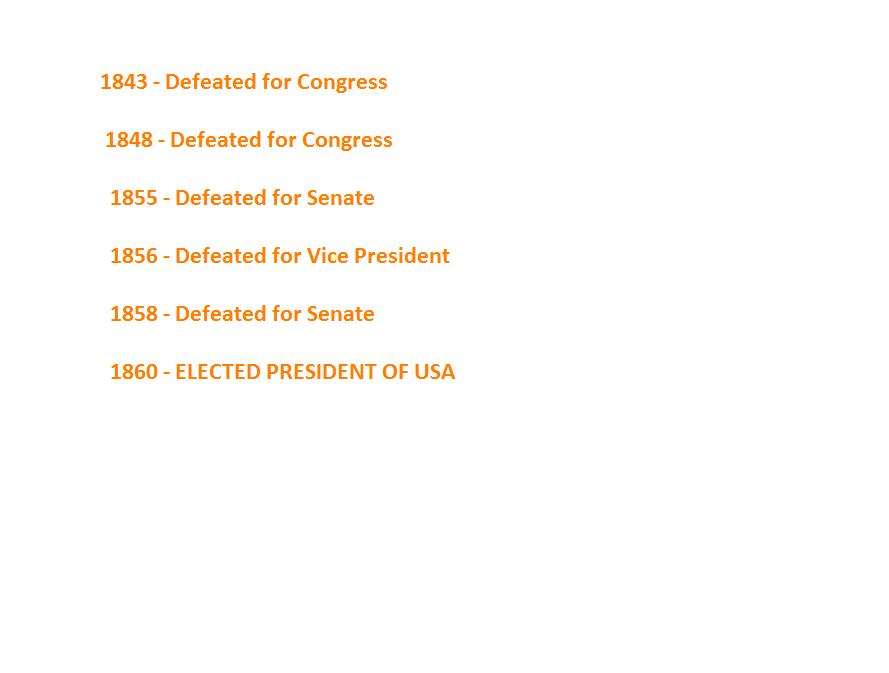 1843 - Defeated for Congress
1848 - Defeated for Congress
1855 - Defeated for Senate
1856 - Defeated for Vice President
1858 - Defeated for Senate
1860 - ELECTED PRESIDENT OF USA